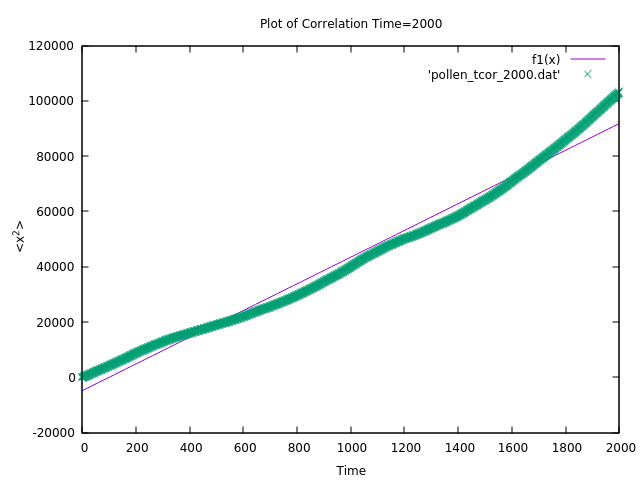 Plot of Correlation Time=2000
120000
100000
80000
60000
40000
20000
0
-20000
<x²>
f1(x)
'pollen_tcor_2000.dat'
0 200 400 600 800 1000 1200 1400 1600 1800 2000
Time